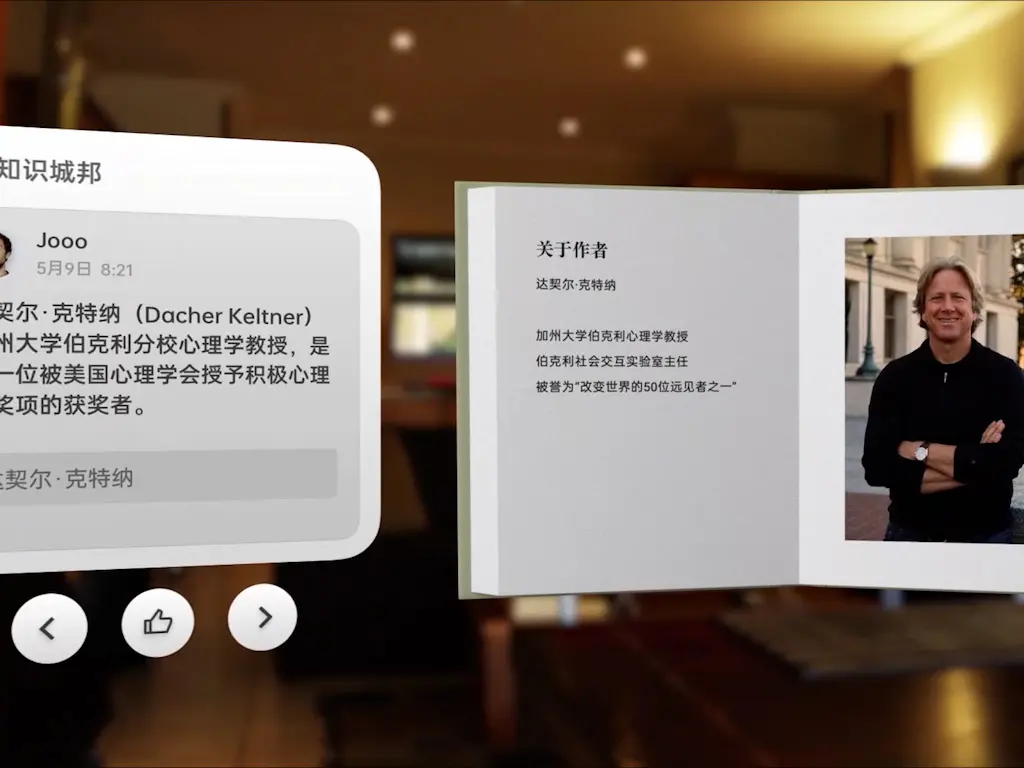 知识城邦
Jooo
5月9日 8:21
契尔·克特纳（Dacher Keltner）
州大学伯克利分校心理学教授，是
一位被美国心理学会授予积极心理
奖项的获奖者。
契尔·克特纳
关于作者
达契尔·克特纳
加州大学伯克利心理学教授
伯克利社会交互实验室主任
被誉为“改变世界的50位远见者之一”